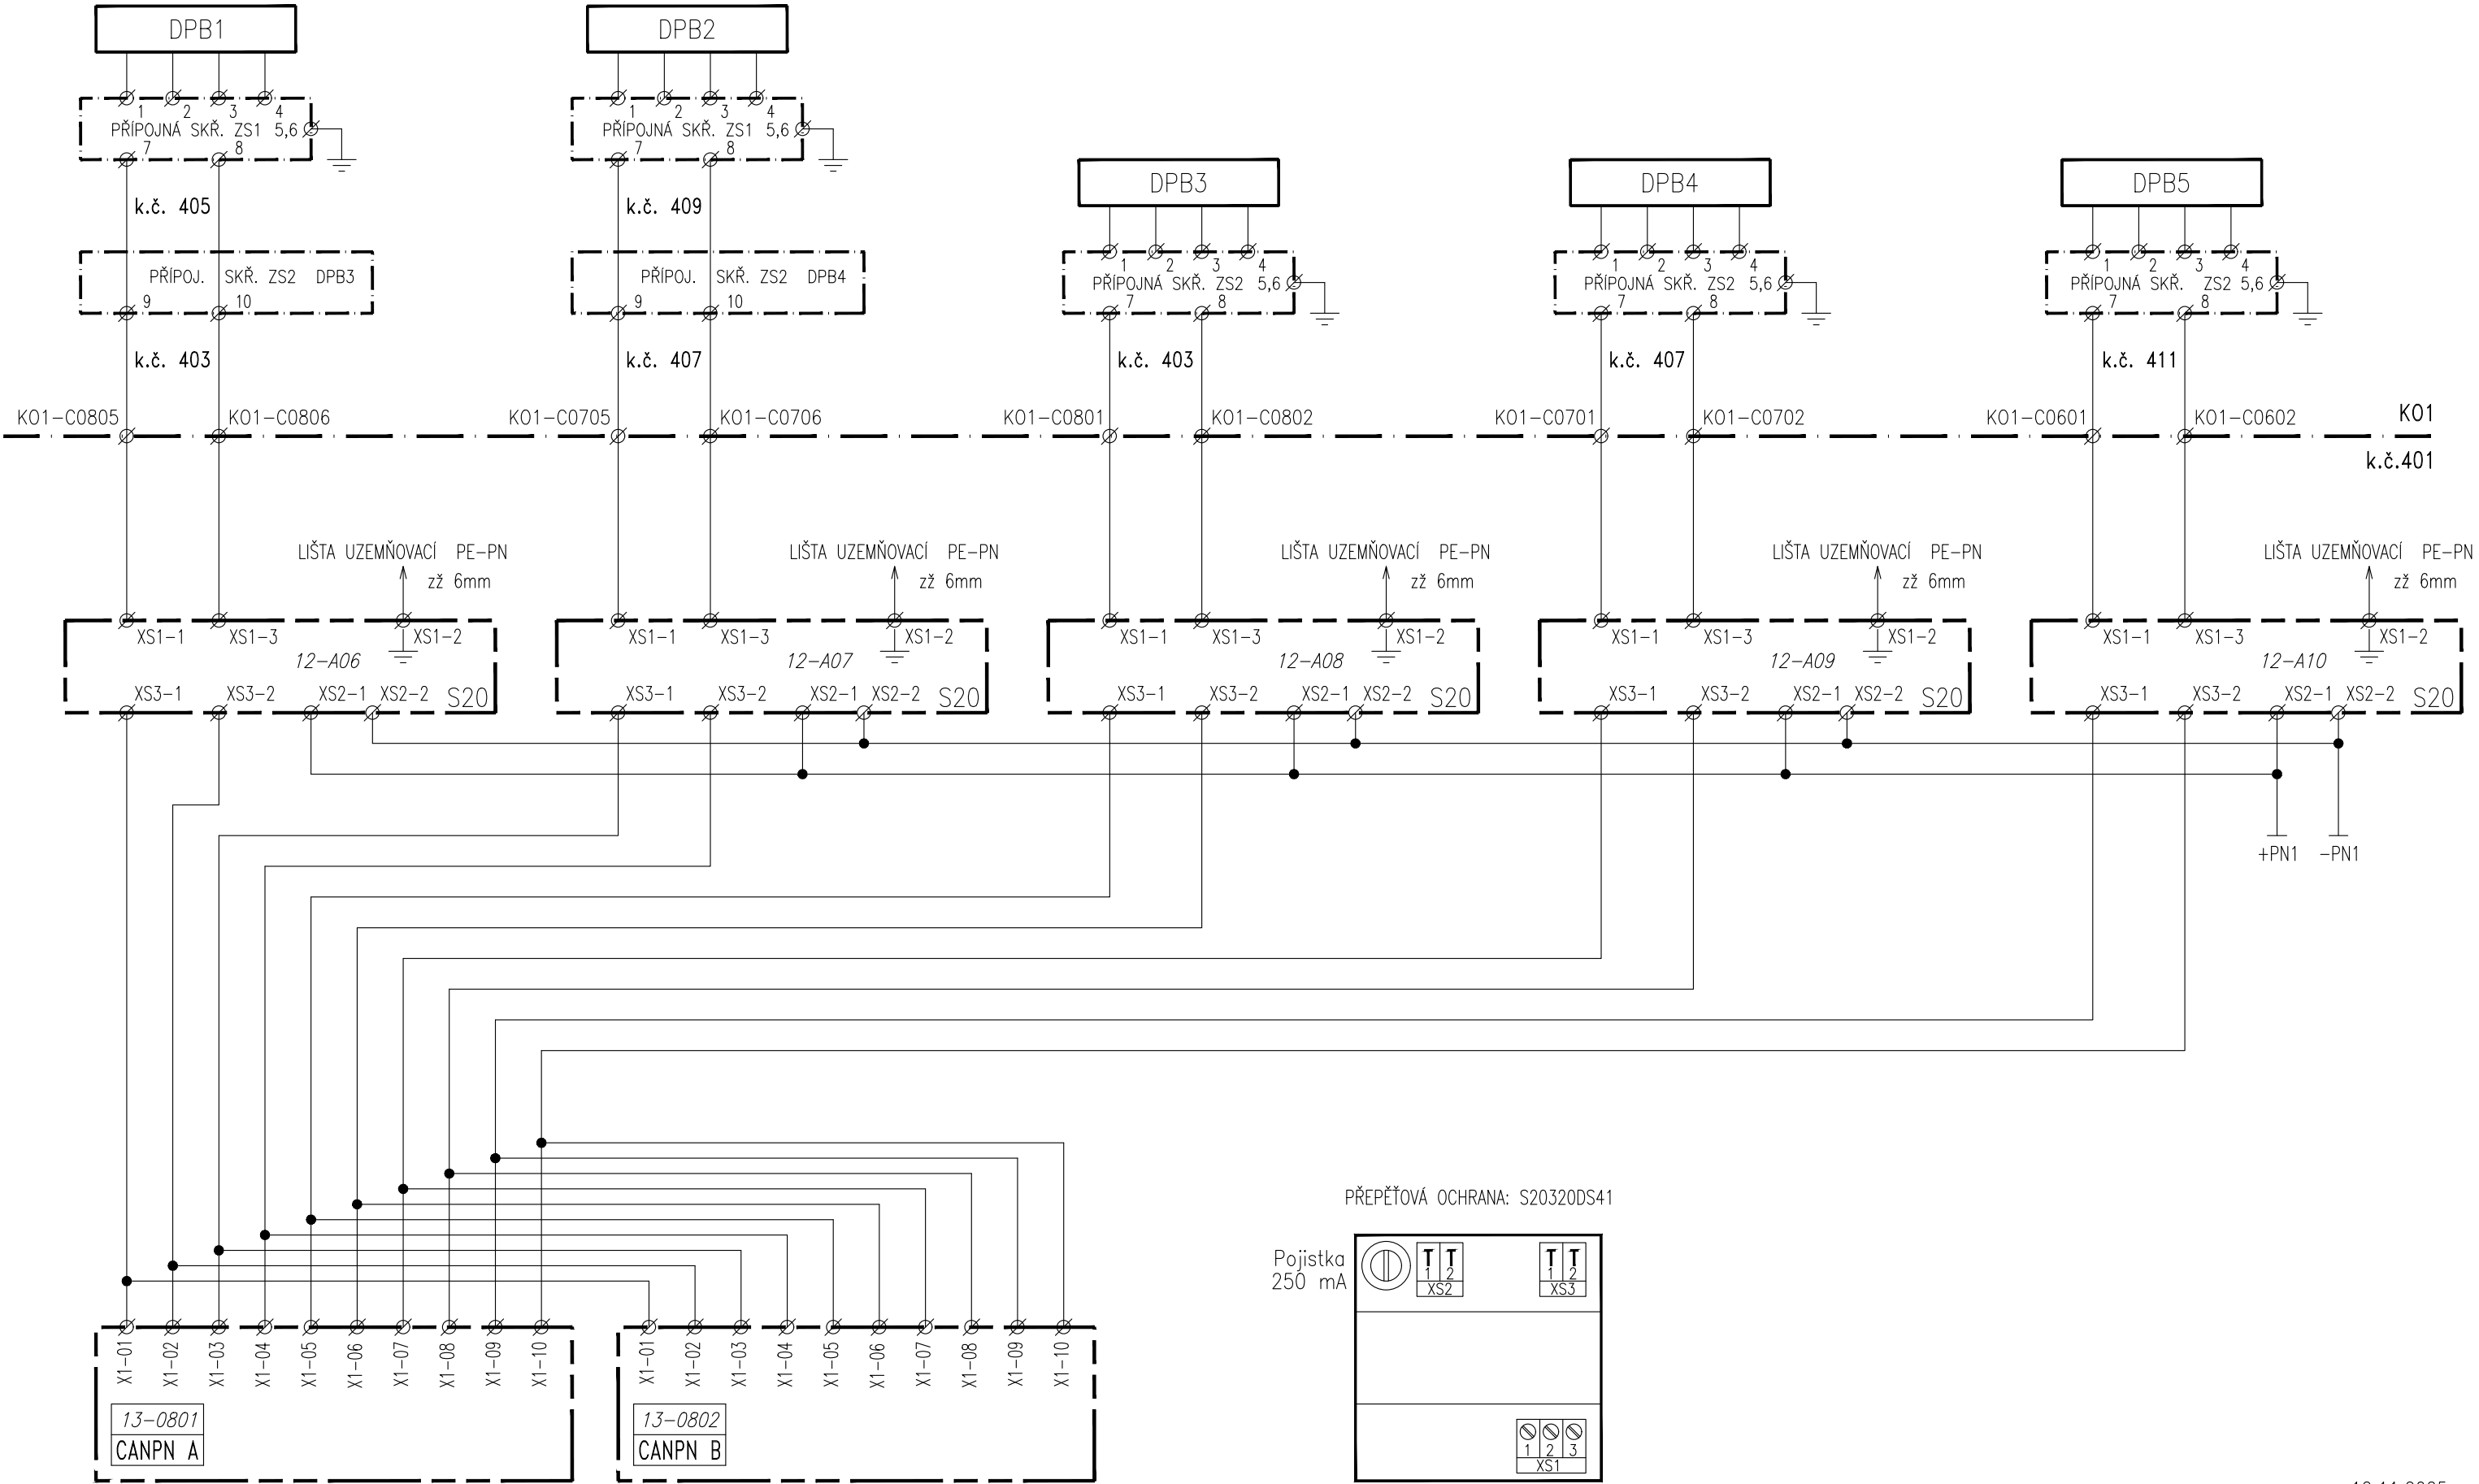 DPB1
DPB2
1 2 3 4
PŘÍPOJNÁ SKŘ. ZS1 5,6
7 8
1 2 3 4
PŘÍPOJNÁ SKŘ. ZS1 5,6
7 8
DPB3
DPB4
DPB5
k.č. 405
k.č. 409
PŘÍPOJ. SKŘ. ZS2 DPB3
9 10
PŘÍPOJ. SKŘ. ZS2 DPB4
9 10
1 2 3 4
PŘÍPOJNÁ SKŘ. ZS2 5,6
7 8
1 2 3 4
PŘÍPOJNÁ SKŘ. ZS2 5,6
7 8
1 2 3 4
PŘÍPOJNÁ SKŘ. ZS2 5,6
7 8
k.č. 403
k.č. 407
k.č. 403
k.č. 407
k.č. 411
K01-C0805 K01-C0806
K01-C0705 K01-C0706
K01-C0801 K01-C0802
K01-C0701 K01-C0702
K01-C0601 K01-C0602
K01
k.č.401
LIŠTA UZEMŇOVACÍ PE-PN
zž 6mm
LIŠTA UZEMŇOVACÍ PE-PN
zž 6mm
LIŠTA UZEMŇOVACÍ PE-PN
zž 6mm
LIŠTA UZEMŇOVACÍ PE-PN
zž 6mm
LIŠTA UZEMŇOVACÍ PE-PN
zž 6mm
XS1-1 XS1-3 XS1-2
12-A06
XS3-1 XS3-2 XS2-1 XS2-2 S20
XS1-1 XS1-3 XS1-2
12-A07
XS3-1 XS3-2 XS2-1 XS2-2 S20
XS1-1 XS1-3 XS1-2
12-A08
XS3-1 XS3-2 XS2-1 XS2-2 S20
XS1-1 XS1-3 XS1-2
12-A09
XS3-1 XS3-2 XS2-1 XS2-2 S20
XS1-1 XS1-3 XS1-2
12-A10
XS3-1 XS3-2 XS2-1 XS2-2 S20
+PN1 -PN1
X1-01 X1-02 X1-03 X1-04 X1-05 X1-06 X1-07 X1-08 X1-09 X1-10
13-0801
CANPN A
X1-01 X1-02 X1-03 X1-04 X1-05 X1-06 X1-07 X1-08 X1-09 X1-10
13-0802
CANPN B
PŘEPĚŤOVÁ OCHRANA: S20320DS41
Pojistka
250 mA
1 2
XS2
1 2
XS3
1 2 3
XS1